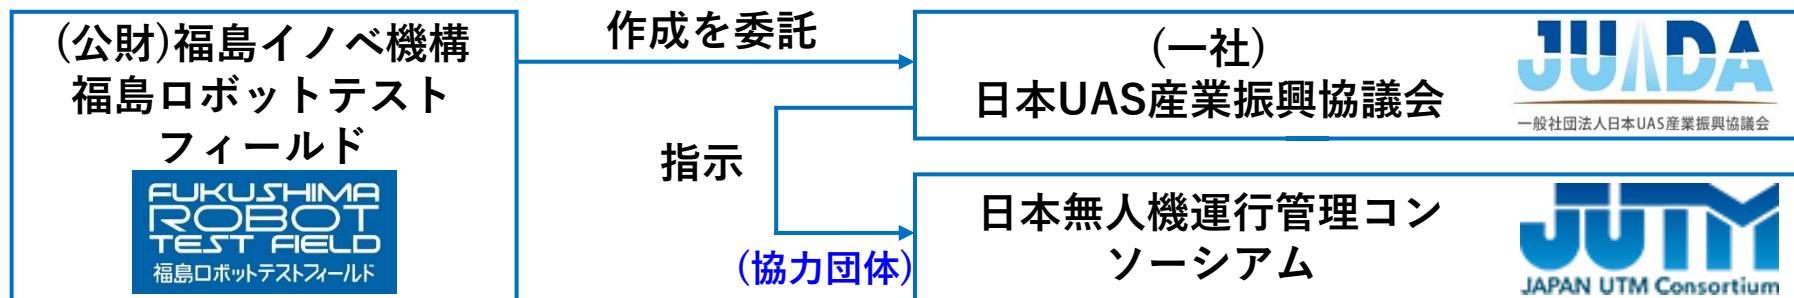 (公財)福島イノベ機構
福島ロボットテスト
フィールド
FUKUSHIMA
ROBOT
TEST FIELD
福島ロボットテストフィールド
作成を委託
指示
(協力団体)
(一社)
日本UAS産業振興協議会
JUIDA
一般社団法人日本UAS産業振興協議会
日本無人機運行管理コン
ソーシアム
JUTM
JAPAN UTM Consortium